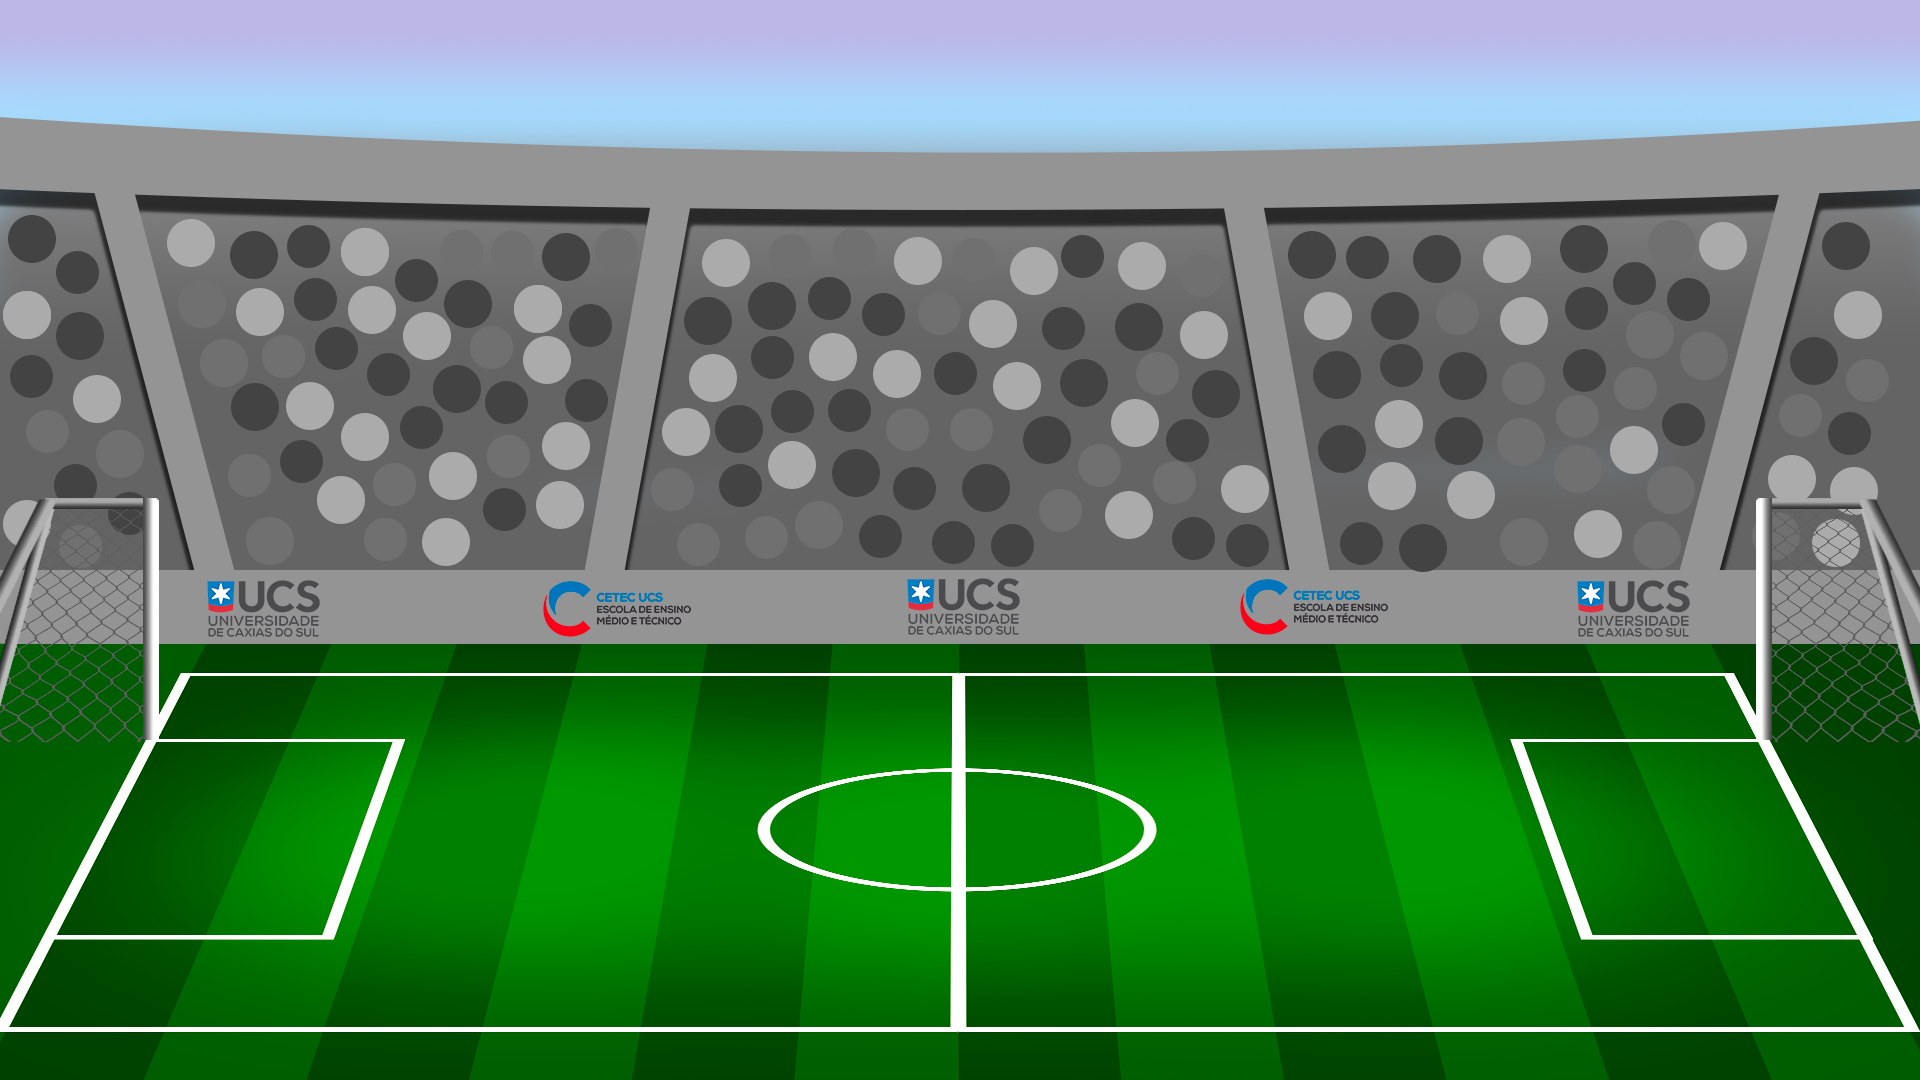 UCS
UNIVERSIDADE
DE CAXIAS DO SUL
CETEC UCS
ESCOLA DE ENSINO
MÉDIO E TÉCNICO
UCS
UNIVERSIDADE
DE CAXIAS DO SUL
CETEC UCS
ESCOLA DE ENSINO
MÉDIO E TÉCNICO
UCS
UNIVERSIDADE
DE CAXIAS DO SUL